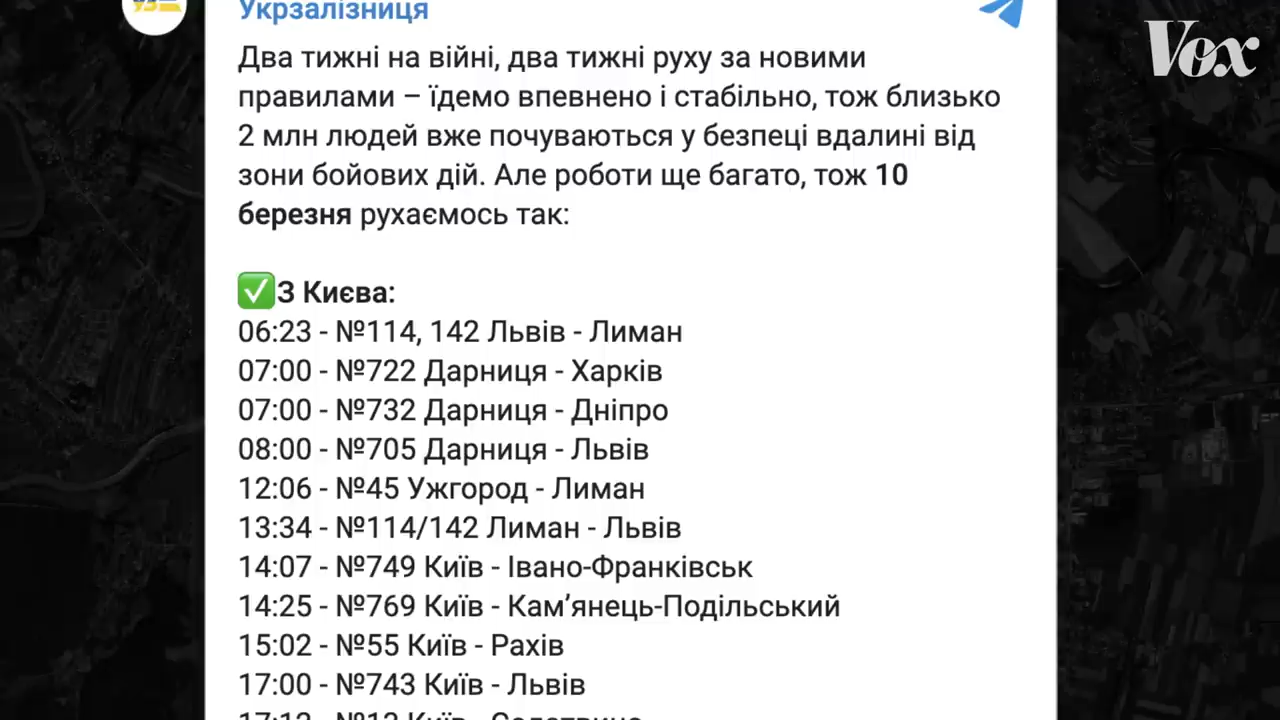 Укрзалізниця
Vox
Два тижні на війні, два тижні руху за новими
правилами – їдемо впевнено і стабільно, тож близько
2 млн людей вже почуваються у безпеці вдалині від
зони бойових дій. Але роботи ще багато, тож 10
березня рухаємось так:
✅З Києва:
06:23 - №114, 142 Львів - Лиман
07:00 - №722 Дарниця - Харків
07:00 - №732 Дарниця - Дніпро
08:00 - №705 Дарниця - Львів
12:06 - №45 Ужгород - Лиман
13:34 - №114/142 Лиман - Львів
14:07 - №749 Київ - Івано-Франківськ
14:25 - №769 Київ - Кам’янець-Подільський
15:02 - №55 Київ - Рахів
17:00 - №743 Київ - Львів